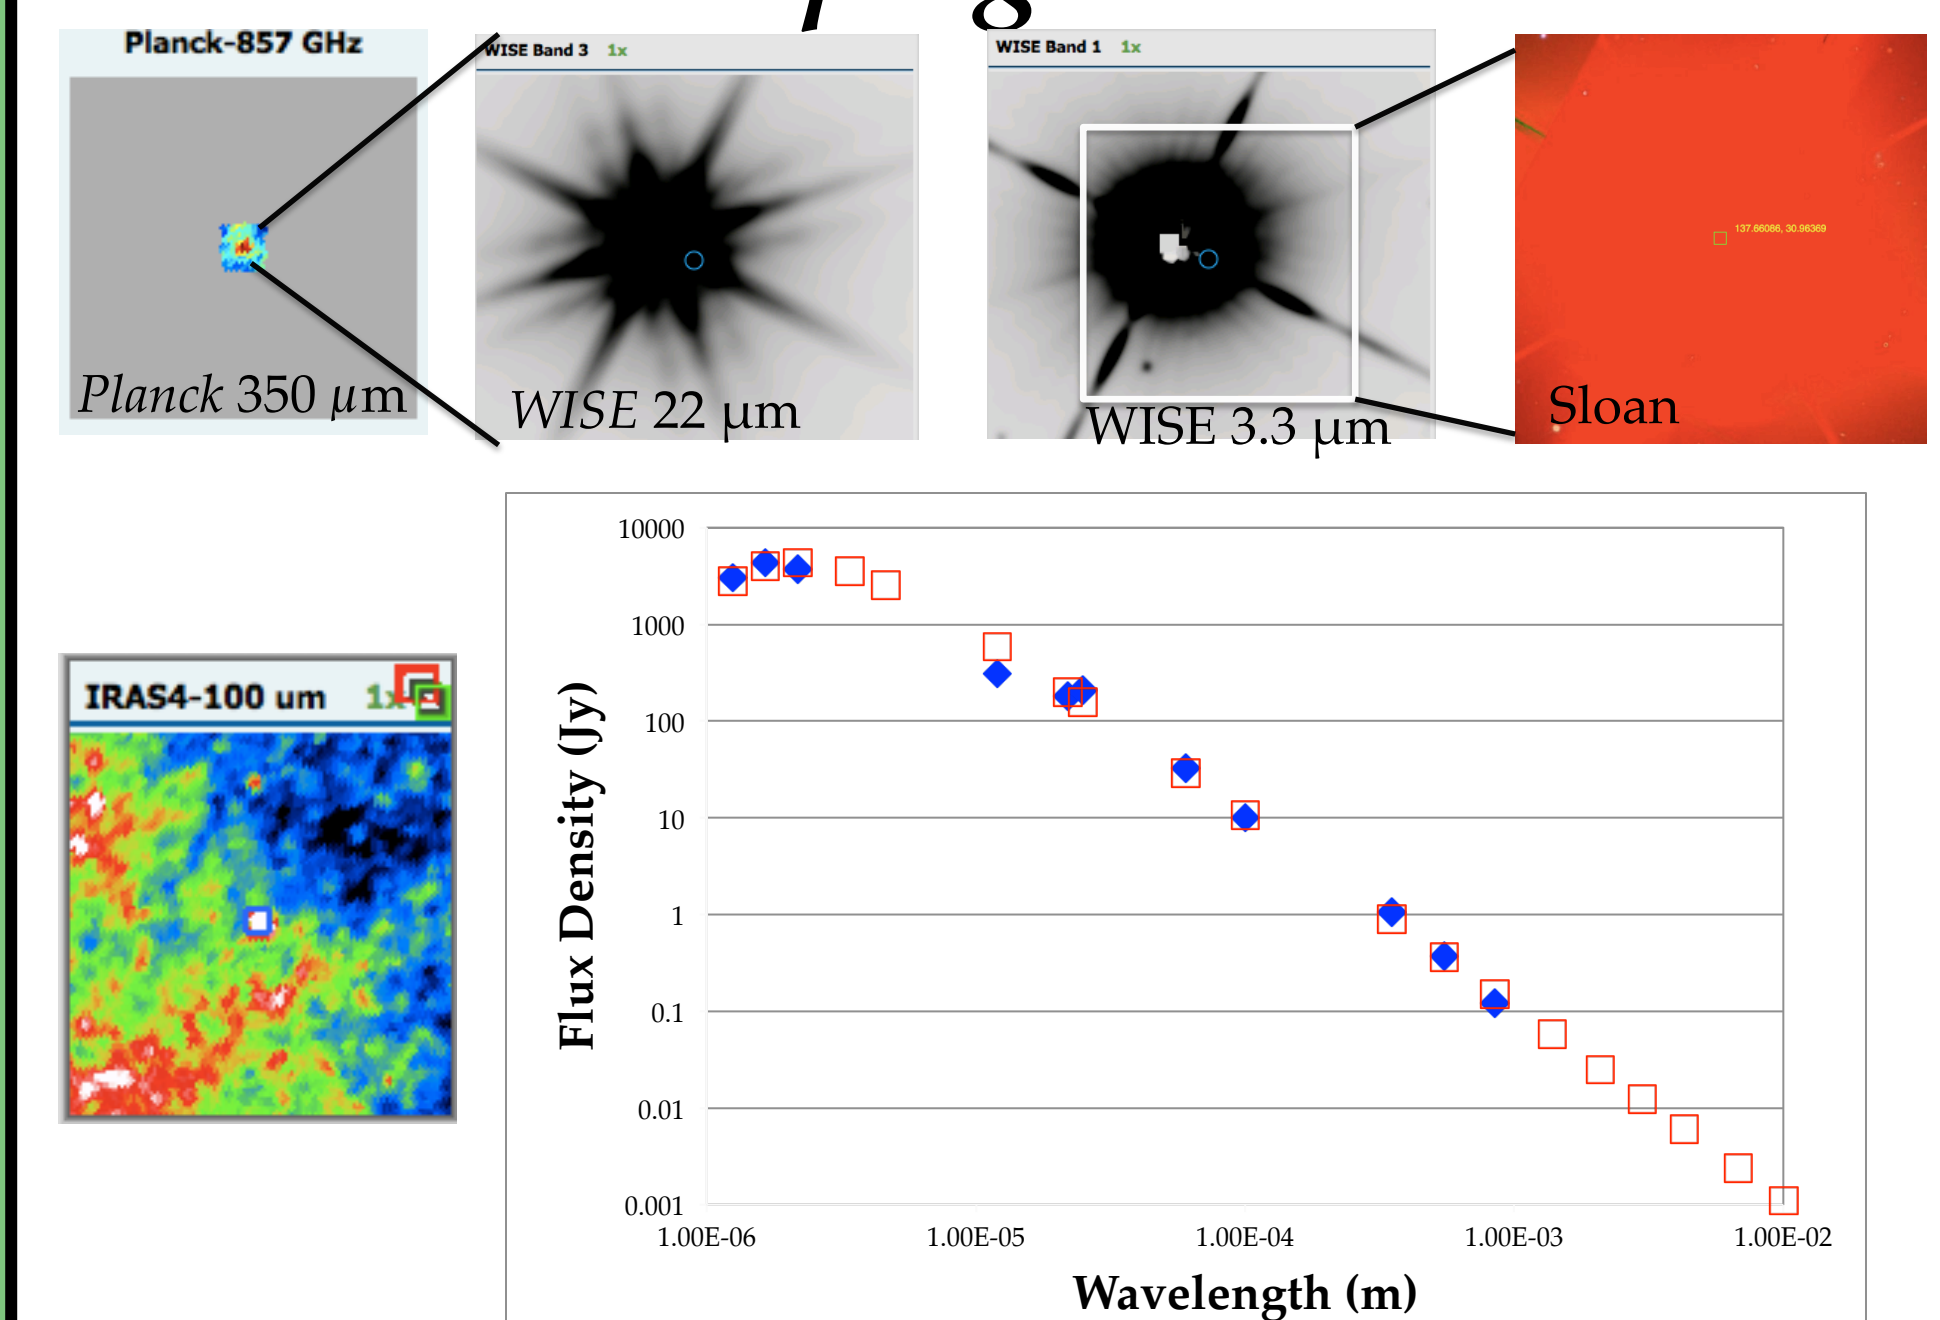 Planck-857 GHz
Planck 350 μm
WISE Band 3 1x
WISE 22 μm
WISE Band 1 1x
WISE 3.3 μm
137.66086, 30.96369
Sloan
IRAS4-100 um 1x
10000
1000
100
10
1
0.1
0.01
0.001
Flux Density (Jy)
1.00E-06 1.00E-05 1.00E-04 1.00E-03 1.00E-02
Wavelength (m)